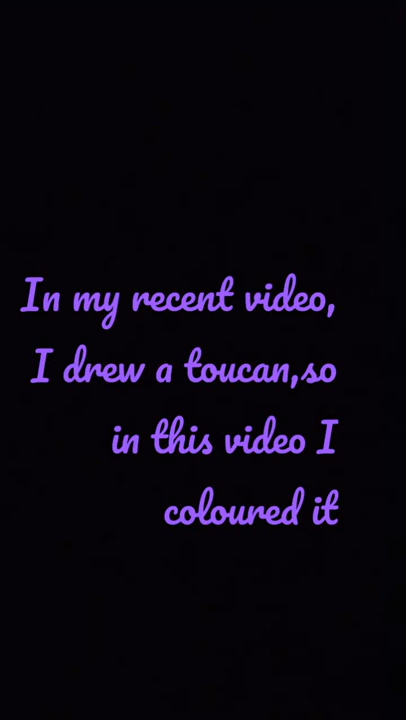 In my recent video,
I drew a toucan,so
in this video I
coloured it